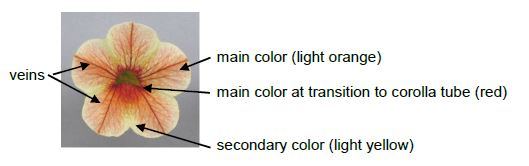 main color (light orange)
veins
main color at transition to corolla tube (red)
secondary color (light yellow)